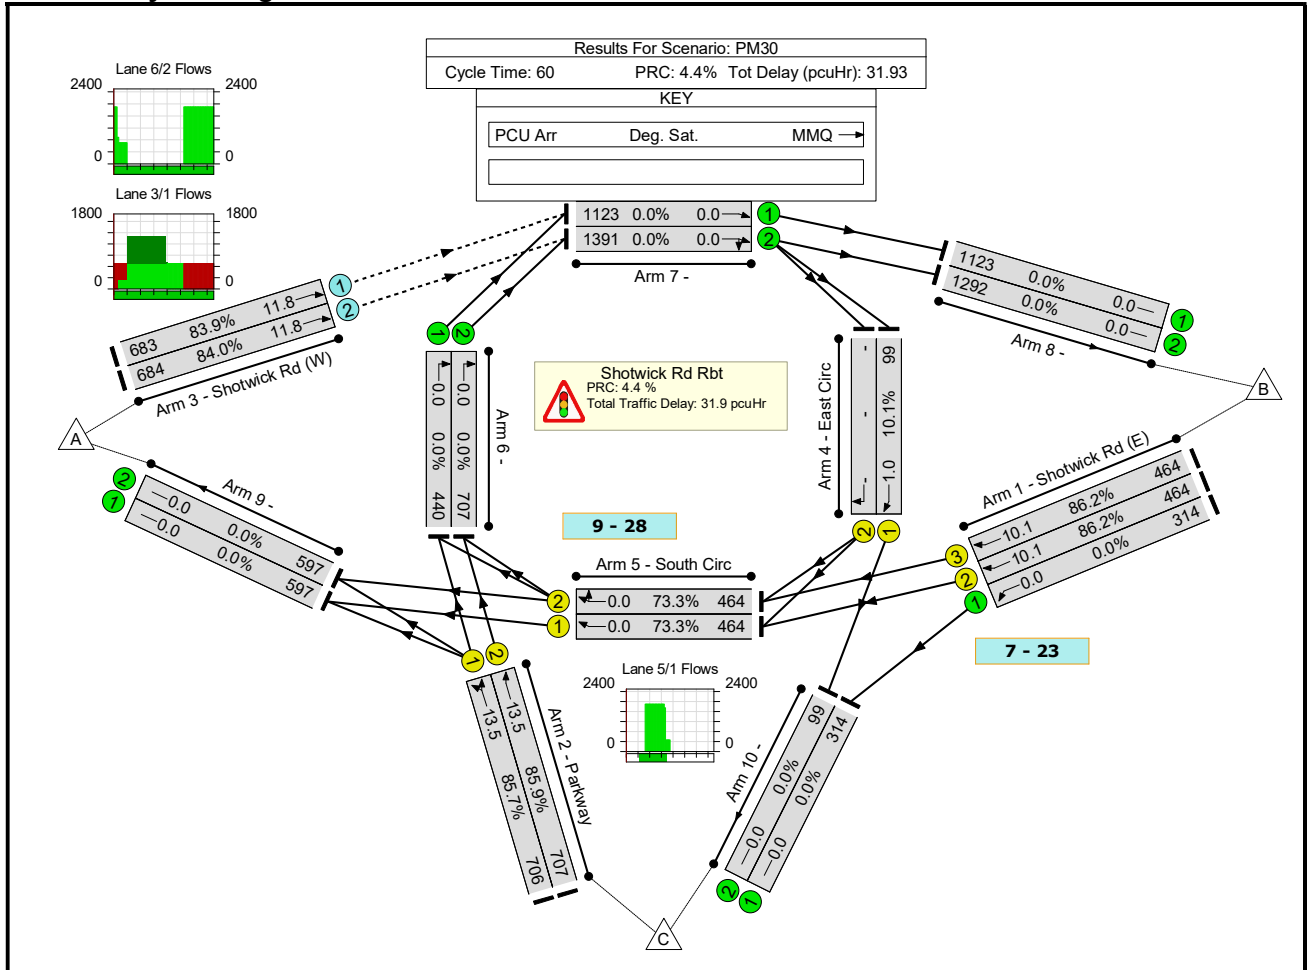 Results For Scenario: PM30
Cycle Time: 60 PRC: 4.4% Tot Delay (pcuHr): 31.93
KEY
PCU Arr Deg. Sat. MMQ
Lane 6/2 Flows
2400 2400
0 0
Lane 3/1 Flows
1800 1800
0 0
1123 0.0% 0.0
1
1391 0.0% 0.0
2
Arm 7 -
1123 0.0% 0.0
1
1292 0.0% 0.0
2
Arm 8 -
683 83.9% 11.8
1
684 84.0% 11.8
2
Arm 3 - Shotwick Rd (W)
A
B
1 2
0.0 0.0% 440
0.0 0.0% 707
Arm 6 -
Shotwick Rd Rbt
PRC: 4.4 %
Total Traffic Delay: 31.9 pcuHr
Arm 4 - East Circ
- - -
99 10.1% 1.0
2 1
Arm 1 - Shotwick Rd (E)
3
10.1 86.2% 464
2
10.1 86.2% 464
1
0.0 0.0% 314
Arm 9 -
2
0.0 0.0% 597
1
0.0 0.0% 597
9 - 28
Arm 5 - South Circ
2
0.0 73.3% 464
1
0.0 73.3% 464
7 - 23
Lane 5/1 Flows
2400 2400
0 0
1 2
13.5 85.7% 706
13.5 85.9% 707
Arm 2 - Parkway
Arm 10 -
99 0.0% 0.0
314 0.0% 0.0
2 1
C